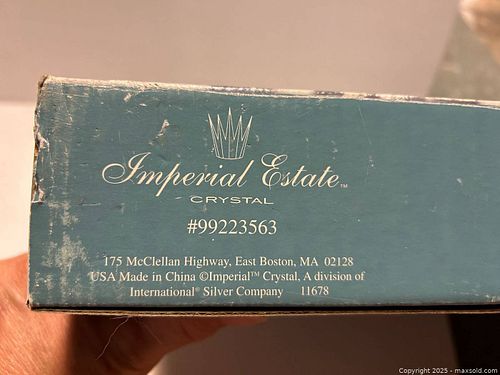 Imperial Estate™
CRYSTAL
#99223563
175 McClellan Highway, East Boston, MA 02128
USA Made in China ©Imperial™ Crystal, A division of
International® Silver Company 11678
Copyright © 2025 - maxsold.com